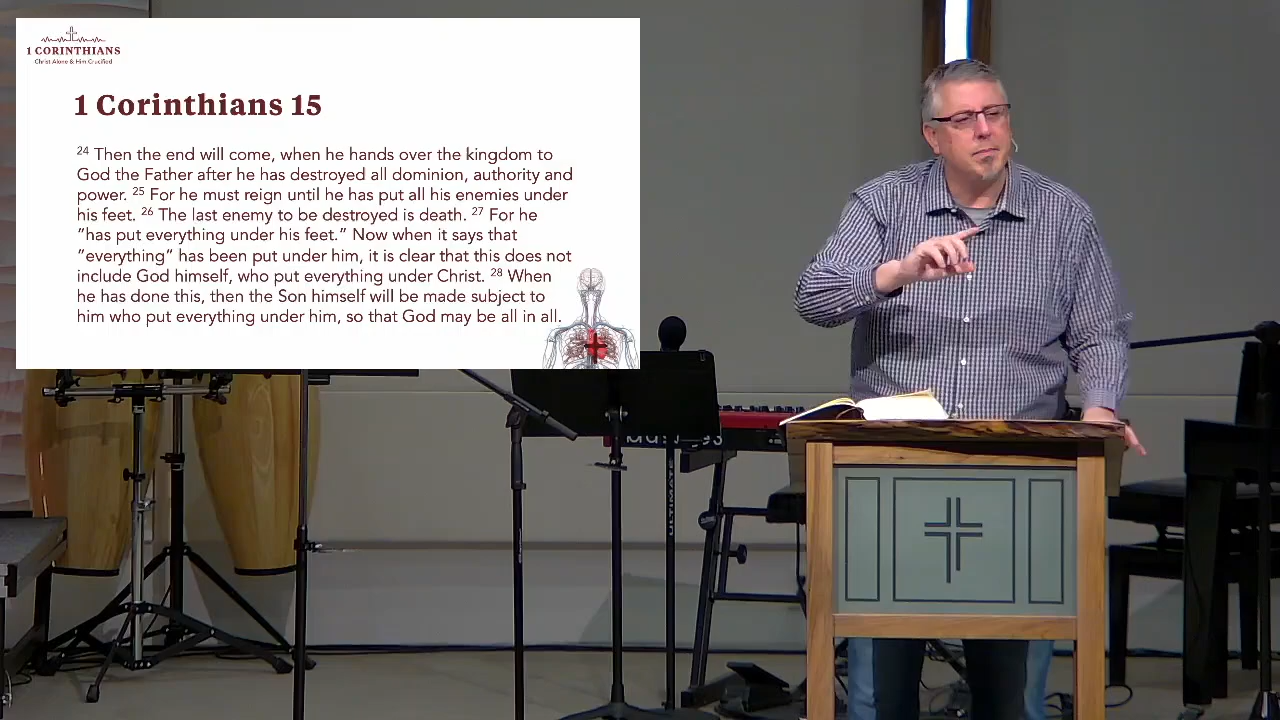 1 CORINTHIANS
Christ Alone & Him Crucified
1 Corinthians 15
24 Then the end will come, when he hands over the kingdom to
God the Father after he has destroyed all dominion, authority and
power. 25 For he must reign until he has put all his enemies under
his feet. 26 The last enemy to be destroyed is death. 27 For he
“has put everything under his feet.” Now when it says that
“everything” has been put under him, it is clear that this does not
include God himself, who put everything under Christ. 28 When
he has done this, then the Son himself will be made subject to
him who put everything under him, so that God may be all in all.
ULTIMATE